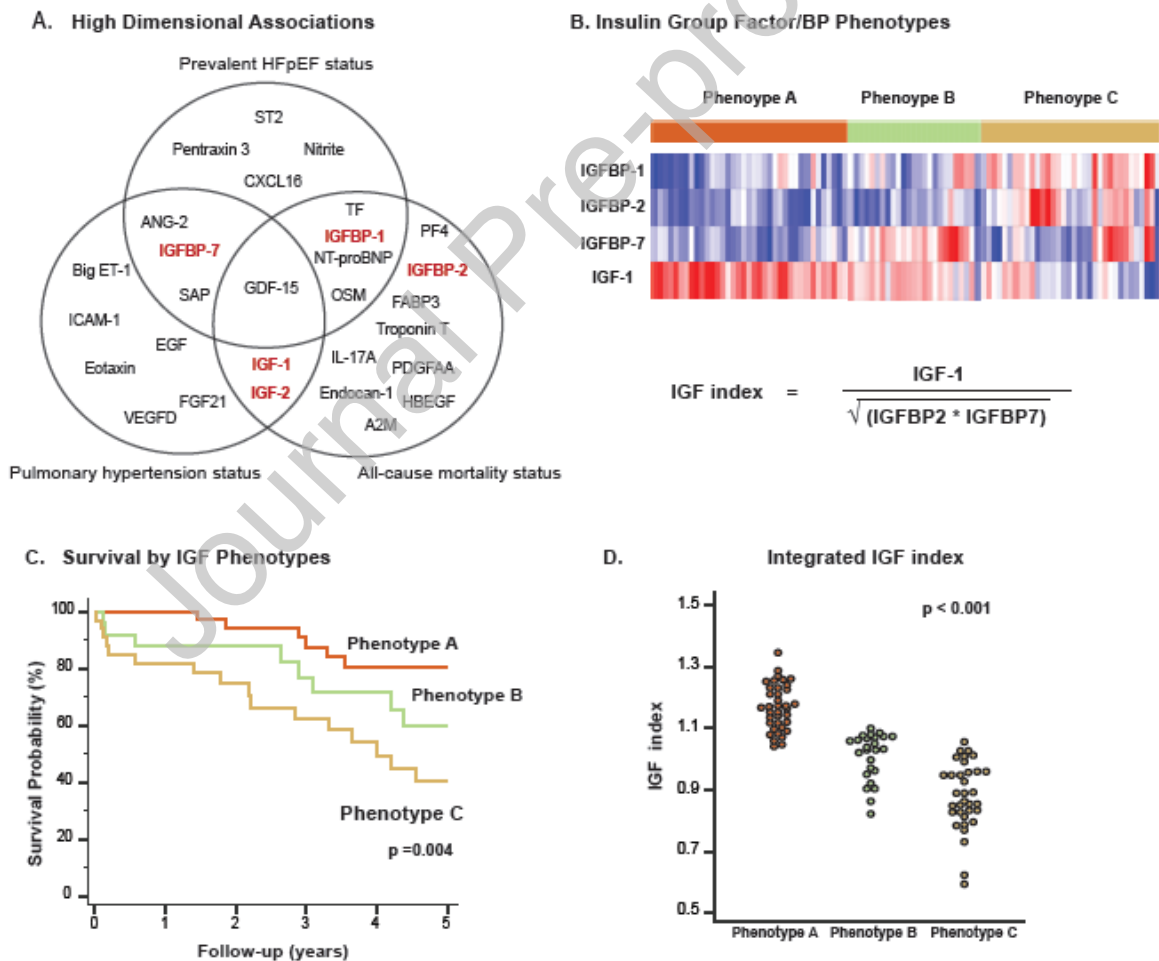 A. High Dimensional Associations
Prevalent HFpEF status
ST2
Pentraxin 3
Nitrite
CXCL16
ANG-2
IGFBP-7
SAP
Big ET-1
ICAM-1
Eotaxin
EGF
FGF21
VEGFD
GDF-15
TF
IGFBP-1
NT-proBNP
OSM
IGF-1
IGF-2
PF4
IGFBP-2
FABP3
Troponin T
IL-17A
PDGFAA
Endocan-1
HBEGF
A2M
Pulmonary hypertension status
All-cause mortality status
B. Insulin Group Factor/BP Phenotypes
Phenoype A
Phenoype B
Phenoype C
IGFBP-1
IGFBP-2
IGFBP-7
IGF-1
IGF index = IGF-1
√(IGFBP2 * IGFBP7)
C. Survival by IGF Phenotypes
Survival Probability (%)
100
80
60
40
20
0
Phenotype A
Phenotype B
Phenotype C
p =0.004
0 1 2 3 4 5
Follow-up (years)
D. Integrated IGF index
p < 0.001
IGF index
1.5
1.3
1.1
0.9
0.7
0.5
Phenotype A Phenotype B Phenotype C
Journal Pre-pro